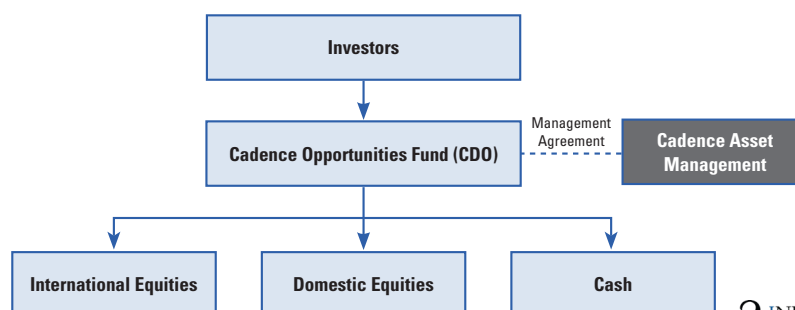 Investors
Management
Agreement
Cadence Opportunities Fund (CDO)
Cadence Asset
Management
International Equities
Domestic Equities
Cash